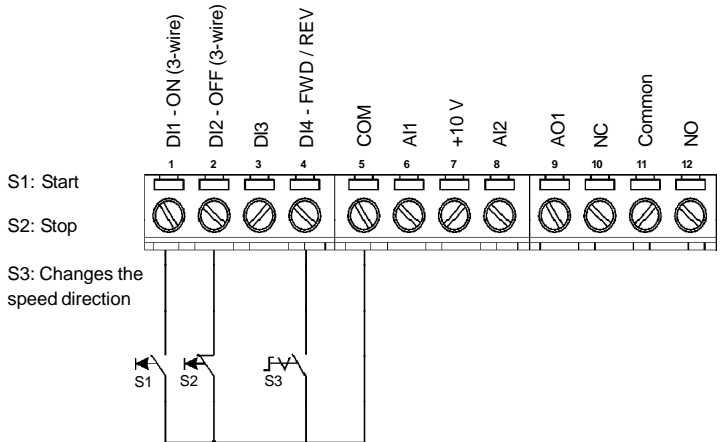 DI1 - ON (3-wire)
DI2 - OFF (3-wire)
DI3
DI4 - FWD / REV
COM
AI1
+10 V
AI2
AO1
NC
Common
NO
1 2 3 4 5 6 7 8 9 10 11 12
S1: Start
S2: Stop
S3: Changes the
speed direction
S1 S2 S3